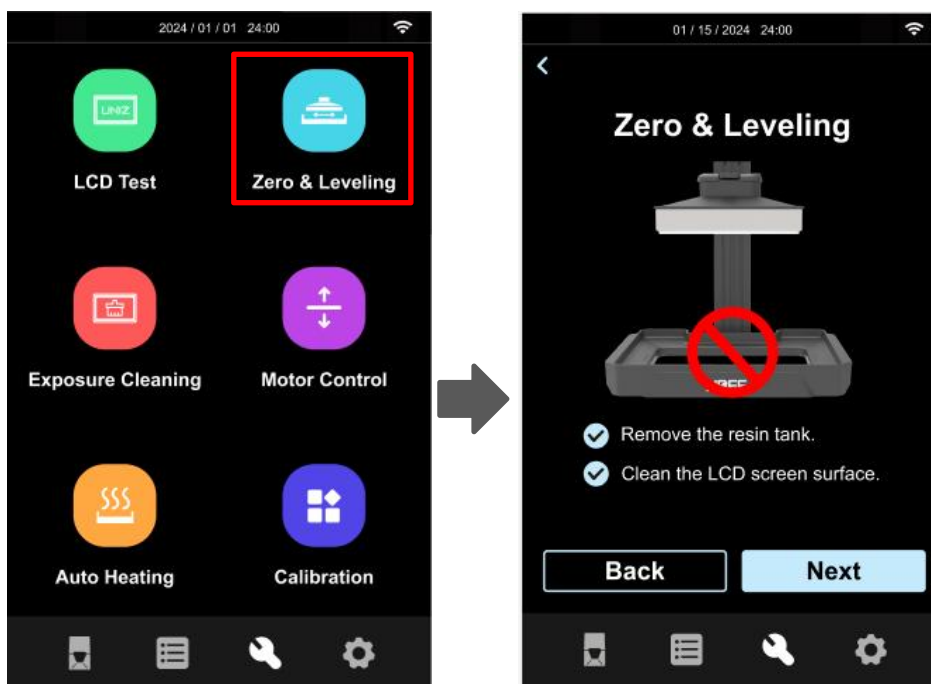 2024 / 01 / 01 24:00
UNIZ
LCD Test
Zero & Leveling
Exposure Cleaning
Motor Control
Auto Heating
Calibration
01 / 15 / 2024 24:00
Zero & Leveling
Remove the resin tank.
Clean the LCD screen surface.
Back
Next